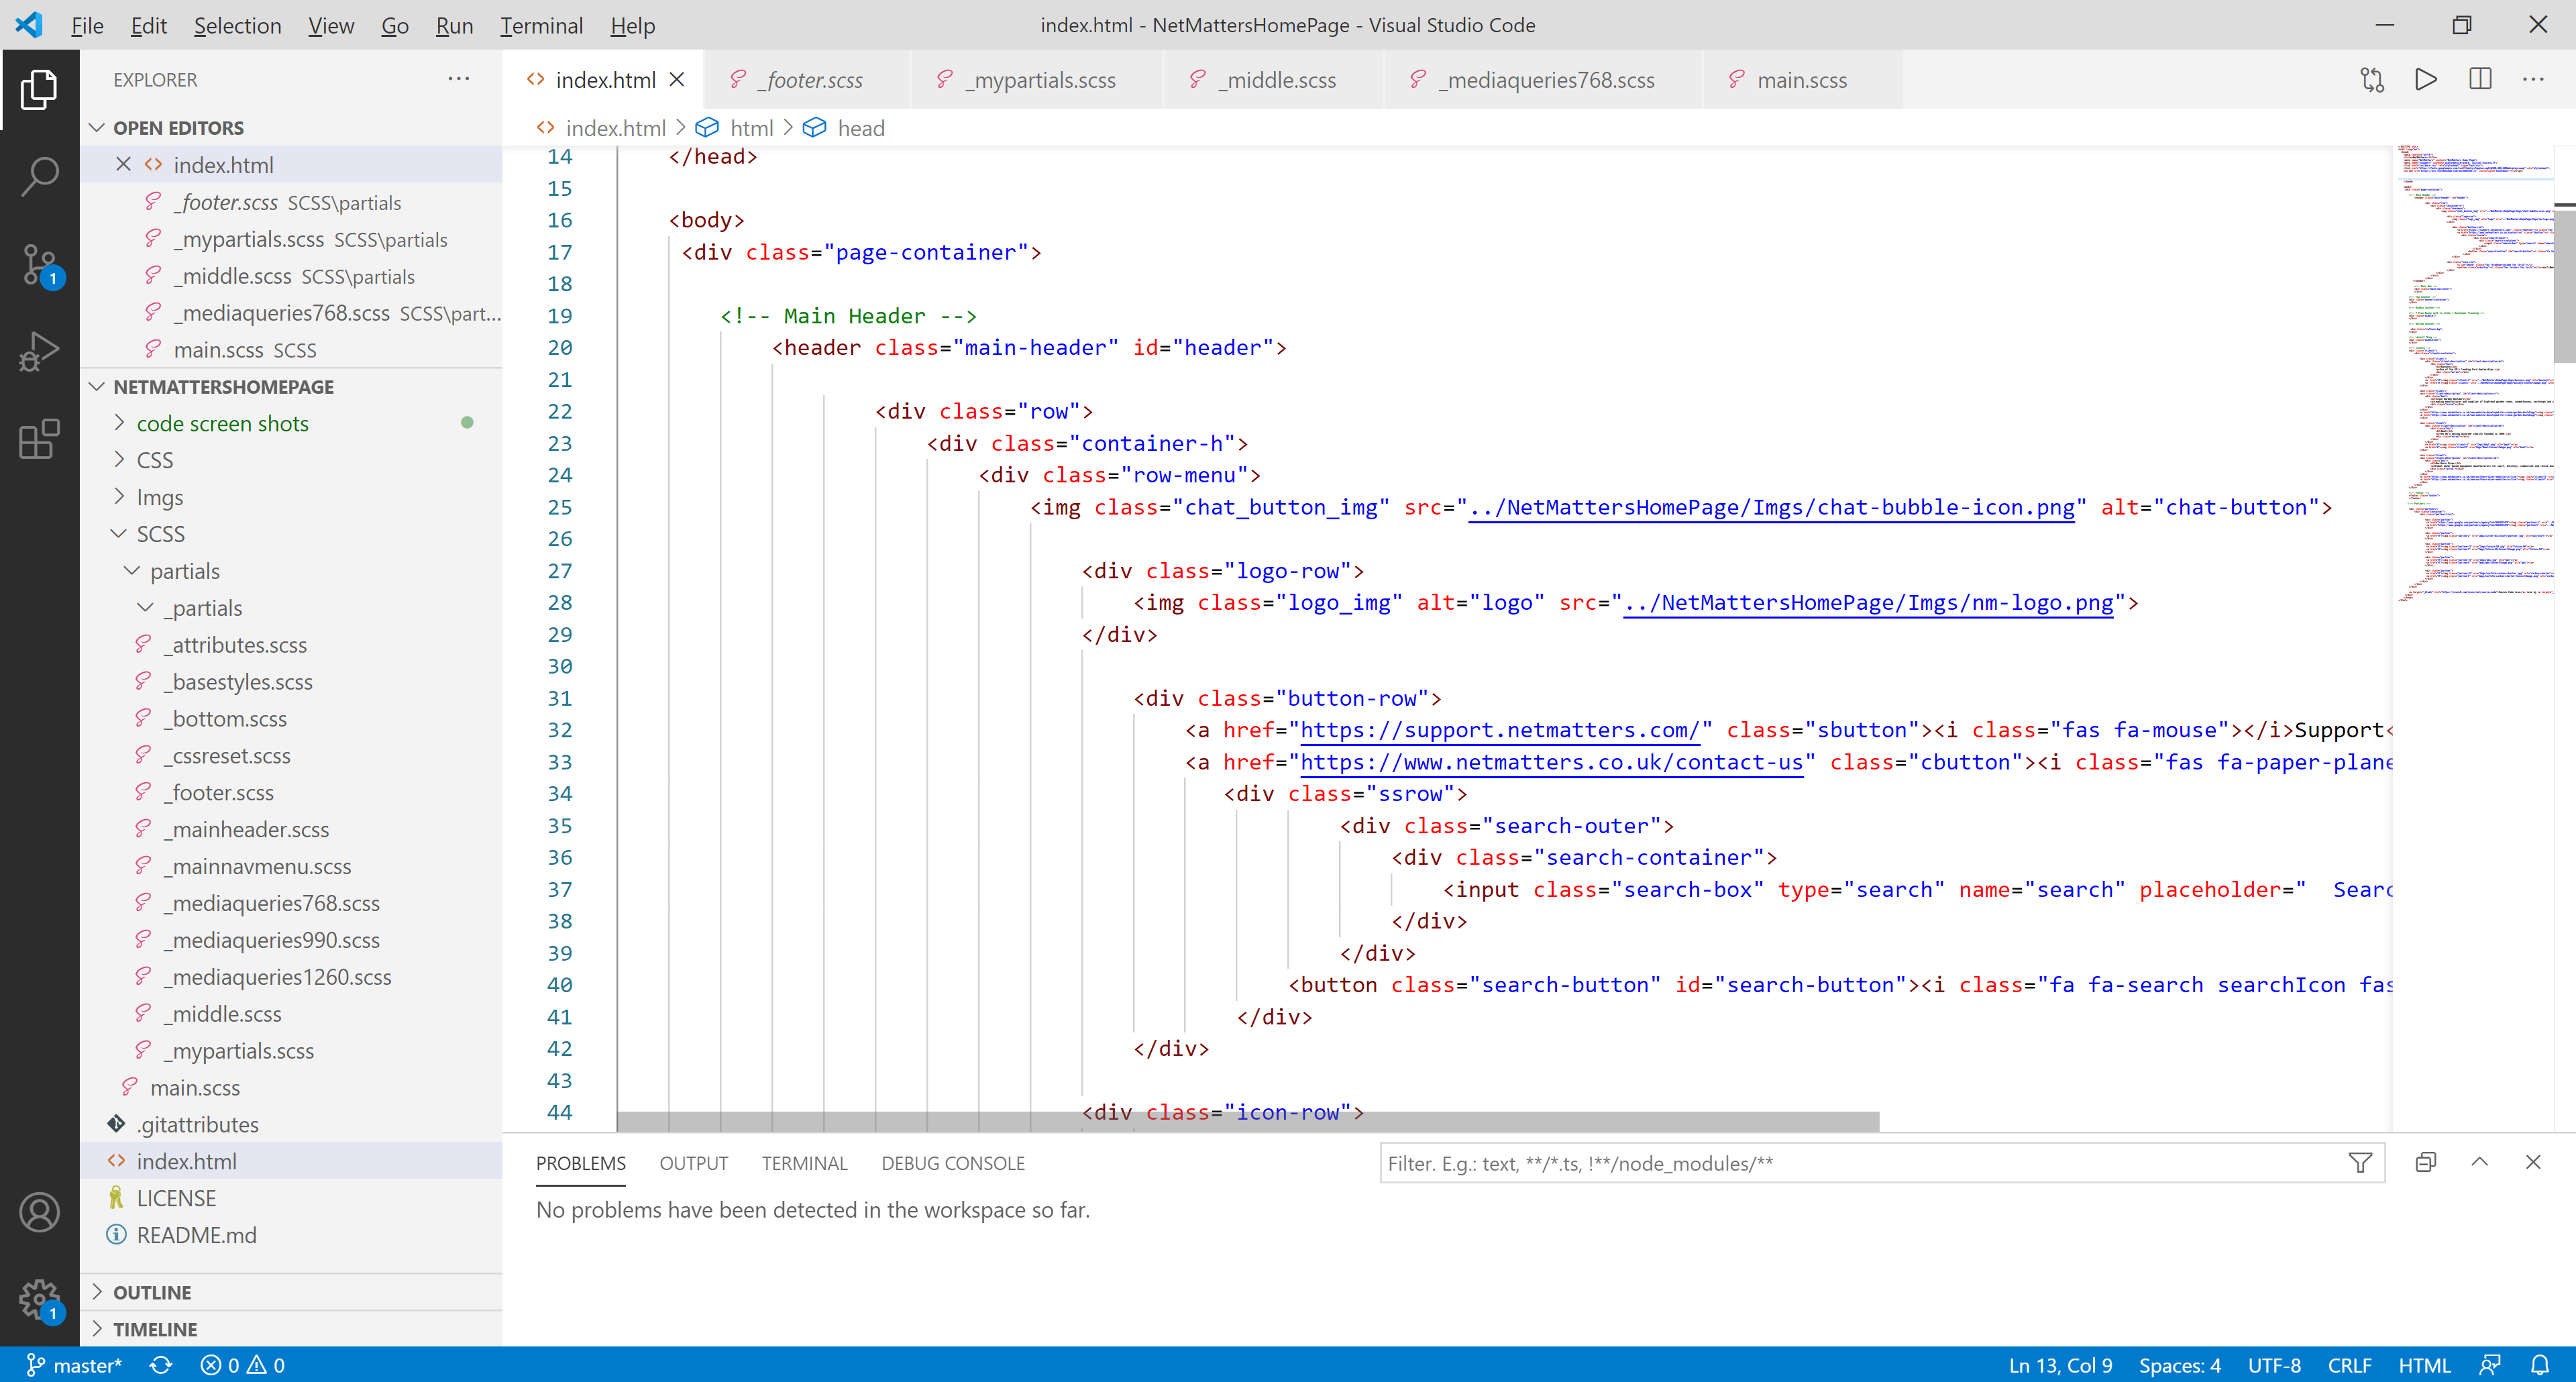 File Edit Selection View Go Run Terminal Help
index.html - NetMattersHomePage - Visual Studio Code
EXPLORER
OPEN EDITORS
index.html
_footer.scss SCSS\partials
_mypartials.scss SCSS\partials
_middle.scss SCSS\partials
_mediaqueries768.scss SCSS\part...
main.scss SCSS
NETMATTERSHOMEPAGE
code screen shots
CSS
Imgs
SCSS
partials
_partials
_attributes.scss
_basestyles.scss
_bottom.scss
_cssreset.scss
_footer.scss
_mainheader.scss
_mainnavmenu.scss
_mediaqueries768.scss
_mediaqueries990.scss
_mediaqueries1260.scss
_middle.scss
_mypartials.scss
main.scss
.gitattributes
index.html
LICENSE
README.md
OUTLINE
TIMELINE
1
1
index.html _footer.scss _mypartials.scss _middle.scss _mediaqueries768.scss main.scss
index.html > html > head
14 </head>
15
16 <body>
17 <div class="page-container">
18
19 <!-- Main Header -->
20 <header class="main-header" id="header">
21
22 <div class="row">
23 <div class="container-h">
24 <div class="row-menu">
25 <img class="chat_button_img" src="../NetMattersHomePage/Imgs/chat-bubble-icon.png" alt="chat-button">
26
27 <div class="logo-row">
28 <img class="logo_img" alt="logo" src="../NetMattersHomePage/Imgs/nm-logo.png">
29 </div>
30
31 <div class="button-row">
32 <a href="https://support.netmatters.com/" class="sbutton"><i class="fas fa-mouse"></i>Support<
33 <a href="https://www.netmatters.co.uk/contact-us" class="cbutton"><i class="fas fa-paper-plane
34 <div class="ssrow">
35 <div class="search-outer">
36 <div class="search-container">
37 <input class="search-box" type="search" name="search" placeholder="  Searc
38 </div>
39 </div>
40 <button class="search-button" id="search-button"><i class="fa fa-search searchIcon fas
41 </div>
42 </div>
43
44 <div class="icon-row">
PROBLEMS OUTPUT TERMINAL DEBUG CONSOLE
Filter. E.g.: text, **/*.ts, !**/node_modules/**
No problems have been detected in the workspace so far.
master* 0 0
Ln 13, Col 9 Spaces: 4 UTF-8 CRLF HTML